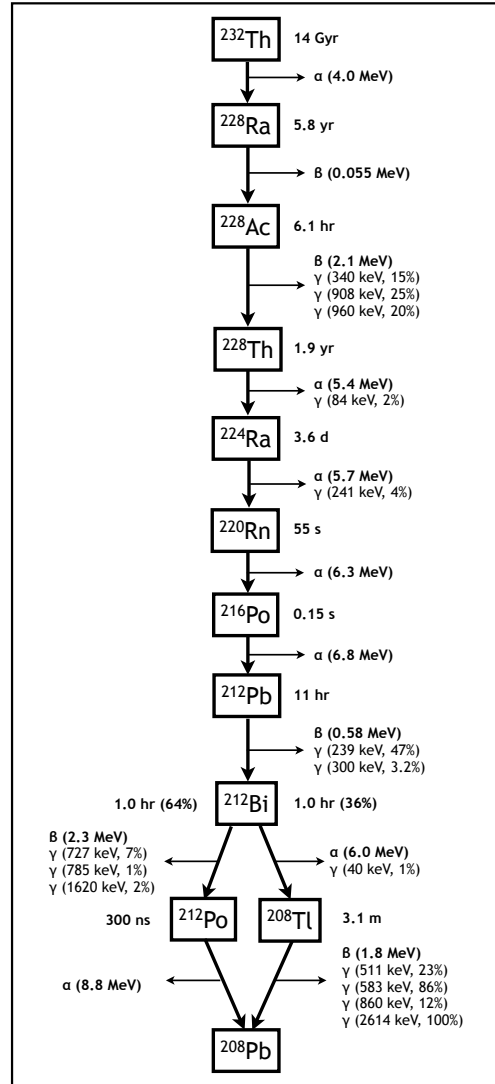 ²³²Th 14 Gyr
α (4.0 MeV)
²²⁸Ra 5.8 yr
β (0.055 MeV)
²²⁸Ac 6.1 hr
β (2.1 MeV)
γ (340 keV, 15%)
γ (908 keV, 25%)
γ (960 keV, 20%)
²²⁸Th 1.9 yr
α (5.4 MeV)
γ (84 keV, 2%)
²²⁴Ra 3.6 d
α (5.7 MeV)
γ (241 keV, 4%)
²²⁰Rn 55 s
α (6.3 MeV)
²¹⁶Po 0.15 s
α (6.8 MeV)
²¹²Pb 11 hr
β (0.58 MeV)
γ (239 keV, 47%)
γ (300 keV, 3.2%)
1.0 hr (64%) ²¹²Bi 1.0 hr (36%)
β (2.3 MeV)
γ (727 keV, 7%)
γ (785 keV, 1%)
γ (1620 keV, 2%)
α (6.0 MeV)
γ (40 keV, 1%)
300 ns ²¹²Po ²⁰⁸Tl 3.1 m
α (8.8 MeV)
β (1.8 MeV)
γ (511 keV, 23%)
γ (583 keV, 86%)
γ (860 keV, 12%)
γ (2614 keV, 100%)
²⁰⁸Pb